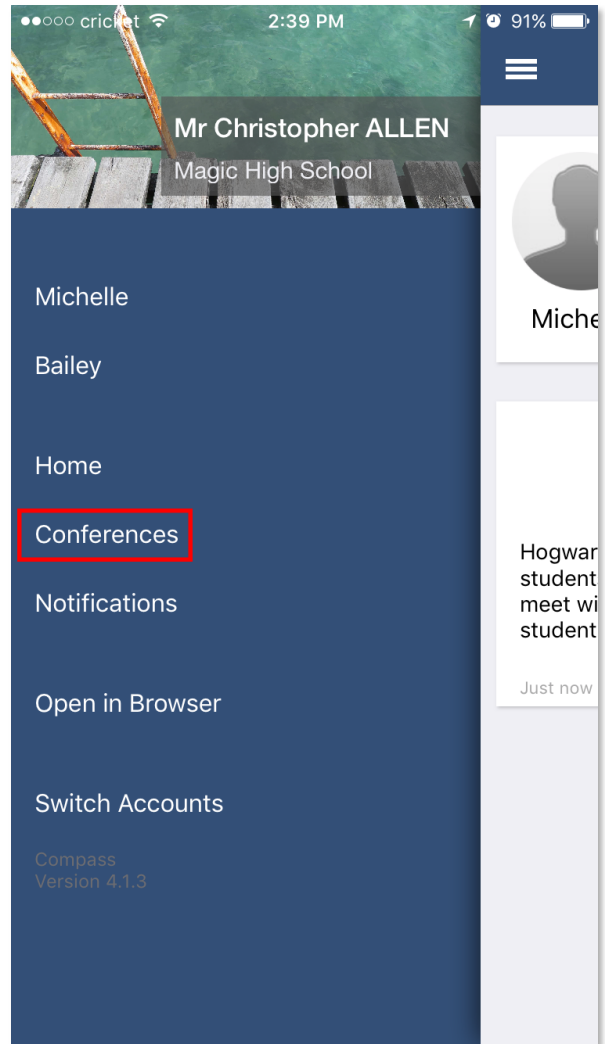 cricket 2:39 PM 91%
Mr Christopher ALLEN
Magic High School
Michelle
Bailey
Home
Conferences
Notifications
Open in Browser
Switch Accounts
Compass
Version 4.1.3
Miche
Hogwar
student
meet wi
student
Just now